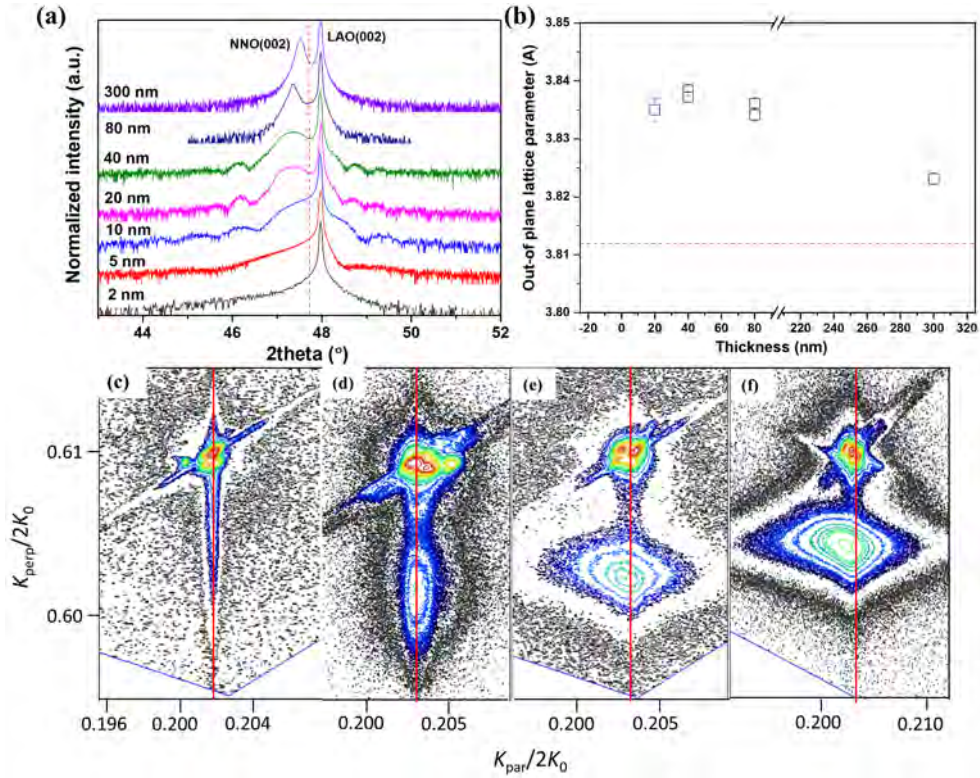 (a)
NNO(002)
LAO(002)
300 nm
80 nm
40 nm
20 nm
10 nm
5 nm
2 nm
Normalized intensity (a.u.)
44 46 48 50 52
2theta (°)
(b)
3.85
3.84
3.83
3.82
3.81
3.80
Out-of plane lattice parameter (A)
-20 0 20 40 60 80 220 240 260 280 300 320
Thickness (nm)
(c) (d) (e) (f)
0.61
0.60
K_perp/2K_0
0.196 0.200 0.204 0.200 0.205 0.200 0.205 0.200 0.210
K_par/2K_0